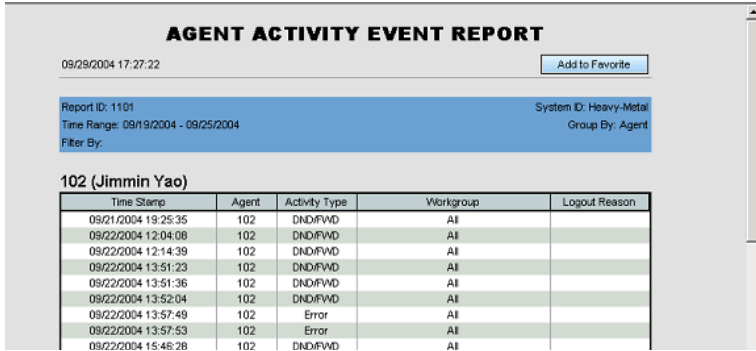 AGENT ACTIVITY EVENT REPORT
09/29/2004 17:27:22 Add to Favorite
Report ID: 1101 System ID: Heavy-Metal
Time Range: 09/19/2004 - 09/25/2004 Group By: Agent
Filter By:
102 (Jimmin Yao)
Time Stamp Agent Activity Type Workgroup Logout Reason
09/21/2004 19:25:35 102 DND/FWD All
09/22/2004 12:04:08 102 DND/FWD All
09/22/2004 12:14:39 102 DND/FWD All
09/22/2004 13:51:23 102 DND/FWD All
09/22/2004 13:51:36 102 DND/FWD All
09/22/2004 13:52:04 102 DND/FWD All
09/22/2004 13:57:49 102 Error All
09/22/2004 13:57:53 102 Error All
09/22/2004 15:46:28 102 DND/FWD All